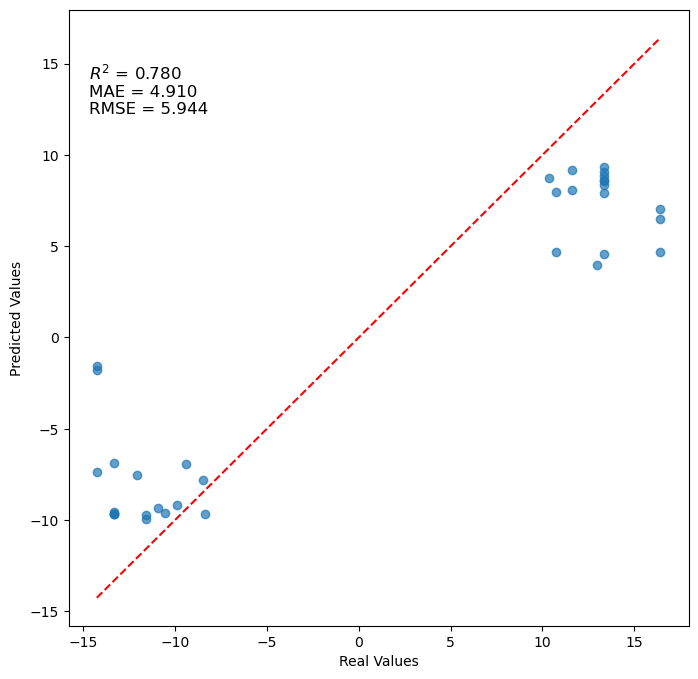 R² = 0.780
MAE = 4.910
RMSE = 5.944
15
10
5
0
−5
−10
−15
Predicted Values
−15 −10 −5 0 5 10 15
Real Values